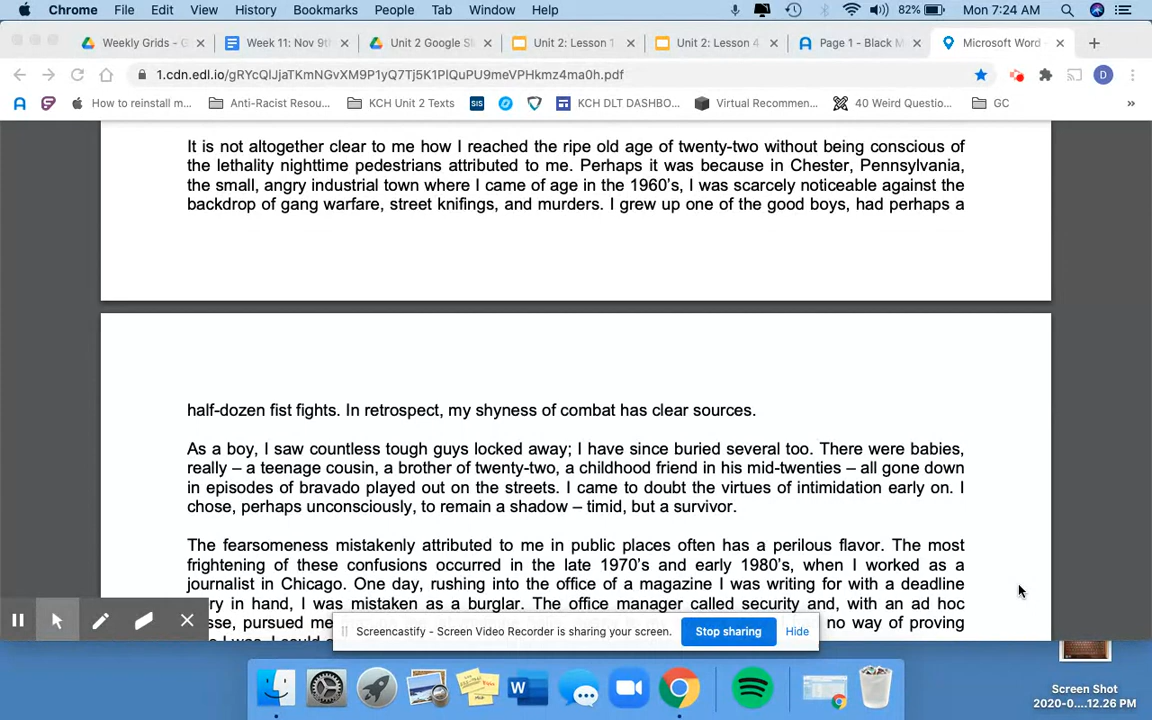 Chrome File Edit View History Bookmarks People Tab Window Help 82% Mon 7:24 AM
Weekly Grids - G Week 11: Nov 9th Unit 2 Google Sl Unit 2: Lesson 1 Unit 2: Lesson 4 Page 1 - Black M Microsoft Word -
1.cdn.edl.io/gRYcQlJjaTKmNGvXM9P1yQ7Tj5K1PlQuPU9meVPHkmz4ma0h.pdf D
How to reinstall m... Anti-Racist Resou... KCH Unit 2 Texts SIS KCH DLT DASHBO... Virtual Recommen... 40 Weird Questio... GC »
It is not altogether clear to me how I reached the ripe old age of twenty-two without being conscious of
the lethality nighttime pedestrians attributed to me. Perhaps it was because in Chester, Pennsylvania,
the small, angry industrial town where I came of age in the 1960's, I was scarcely noticeable against the
backdrop of gang warfare, street knifings, and murders. I grew up one of the good boys, had perhaps a
half-dozen fist fights. In retrospect, my shyness of combat has clear sources.
As a boy, I saw countless tough guys locked away; I have since buried several too. There were babies,
really – a teenage cousin, a brother of twenty-two, a childhood friend in his mid-twenties – all gone down
in episodes of bravado played out on the streets. I came to doubt the virtues of intimidation early on. I
chose, perhaps unconsciously, to remain a shadow – timid, but a survivor.
The fearsomeness mistakenly attributed to me in public places often has a perilous flavor. The most
frightening of these confusions occurred in the late 1970's and early 1980's, when I worked as a
journalist in Chicago. One day, rushing into the office of a magazine I was writing for with a deadline
ry in hand, I was mistaken as a burglar. The office manager called security and, with an ad hoc
sse, pursued me no way of proving
Screencastify - Screen Video Recorder is sharing your screen. Stop sharing Hide
Screen Shot
2020-0....12.26 PM